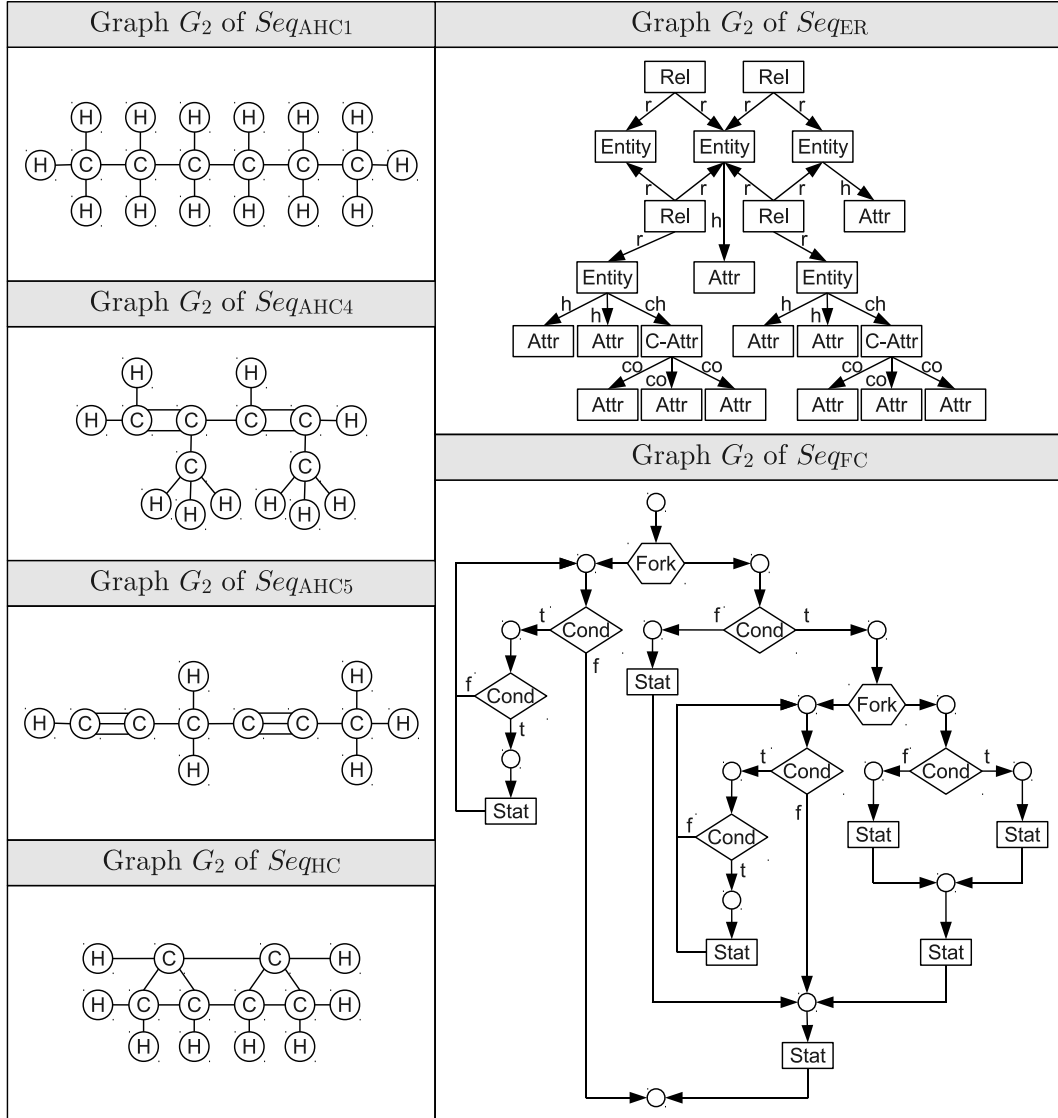 Graph G2 of SeqAHC1
H H H H H H
H C C C C C C H
H H H H H H
Graph G2 of SeqAHC4
H H
H C C C C H
C C
H H H H H H
Graph G2 of SeqAHC5
H H
H C C C C C C H
H H
Graph G2 of SeqHC
H C C H
H C C C C H
H H H H
Graph G2 of SeqER
Rel Rel
r r r r
Entity Entity Entity
r r r r h
Rel Rel Attr
r h r
Entity Attr Entity
h h ch h h ch
Attr Attr C-Attr Attr Attr C-Attr
co co co co co co
Attr Attr Attr Attr Attr Attr
Graph G2 of SeqFC
Fork
t Cond f Cond t
f Cond f Stat Fork
t t Cond f Cond t
Stat f Cond f Stat Stat
t
Stat Stat
Stat